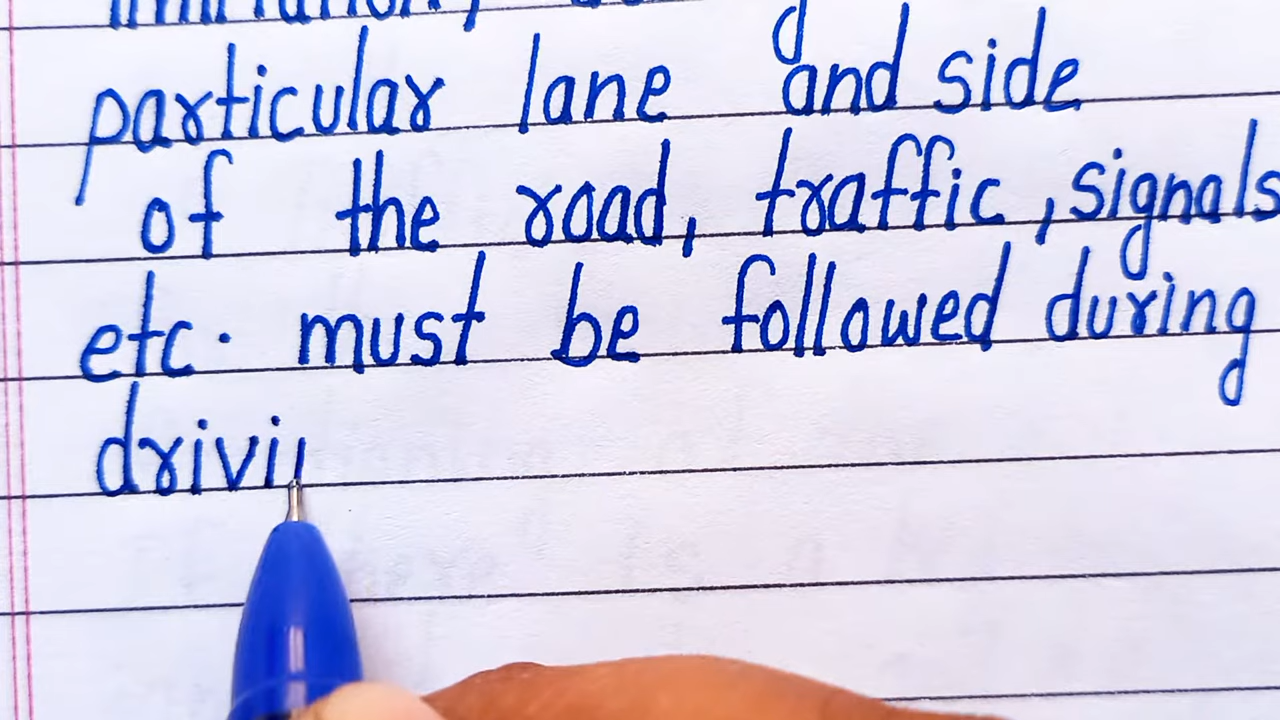 particular lane and side
of the road, traffic, signals
etc. must be followed during
drivi